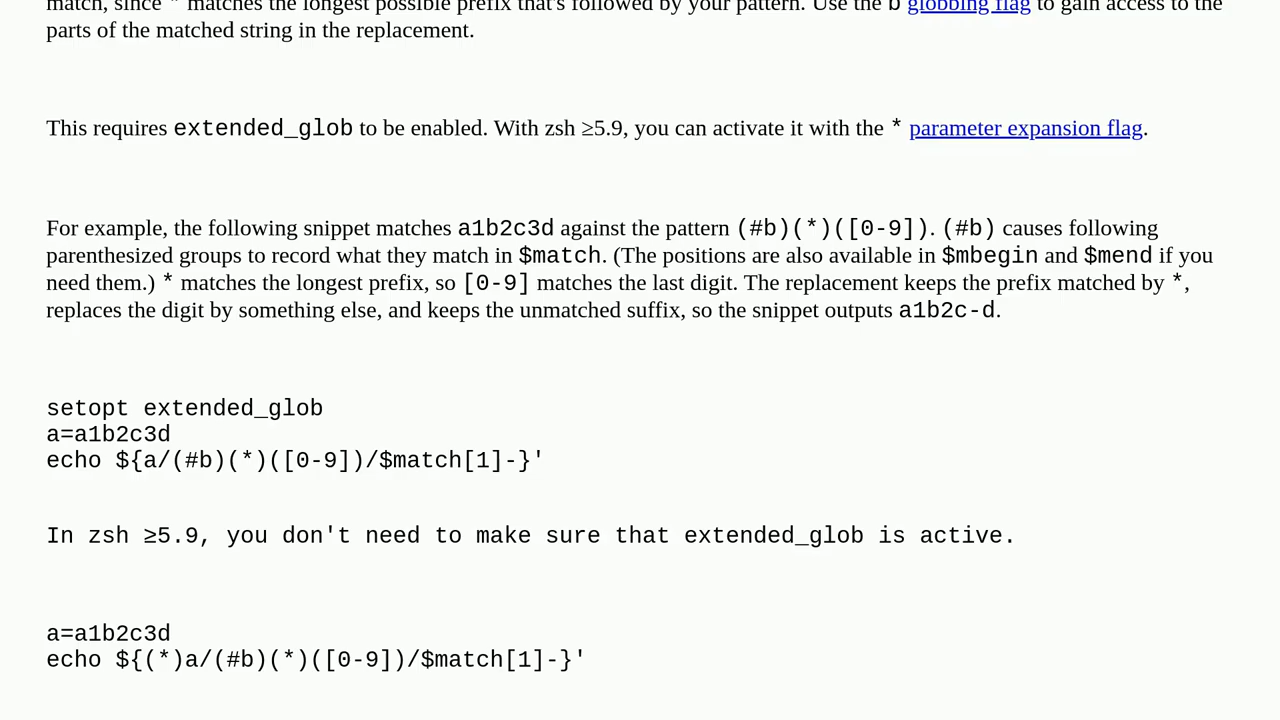 match, since * matches the longest possible prefix that's followed by your pattern. Use the b globbing flag to gain access to the
parts of the matched string in the replacement.
This requires extended_glob to be enabled. With zsh ≥5.9, you can activate it with the * parameter expansion flag.
For example, the following snippet matches a1b2c3d against the pattern (#b)(*)([0-9]). (#b) causes following
parenthesized groups to record what they match in $match. (The positions are also available in $mbegin and $mend if you
need them.) * matches the longest prefix, so [0-9] matches the last digit. The replacement keeps the prefix matched by *,
replaces the digit by something else, and keeps the unmatched suffix, so the snippet outputs a1b2c-d.
setopt extended_glob
a=a1b2c3d
echo ${a/(#b)(*)([0-9])/$match[1]-}'
In zsh ≥5.9, you don't need to make sure that extended_glob is active.
a=a1b2c3d
echo ${(*)a/(#b)(*)([0-9])/$match[1]-}'